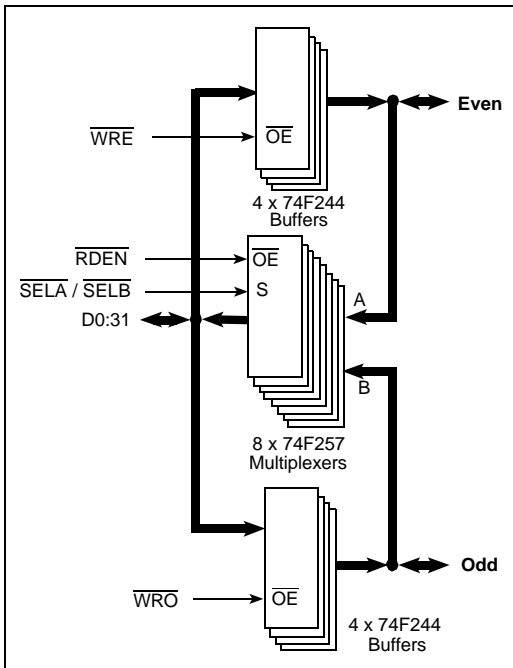 Even
WRE
OE
4 x 74F244
Buffers
RDEN
OE
SELA / SELB
S
A
D0:31
B
8 x 74F257
Multiplexers
Odd
WRO
OE
4 x 74F244
Buffers